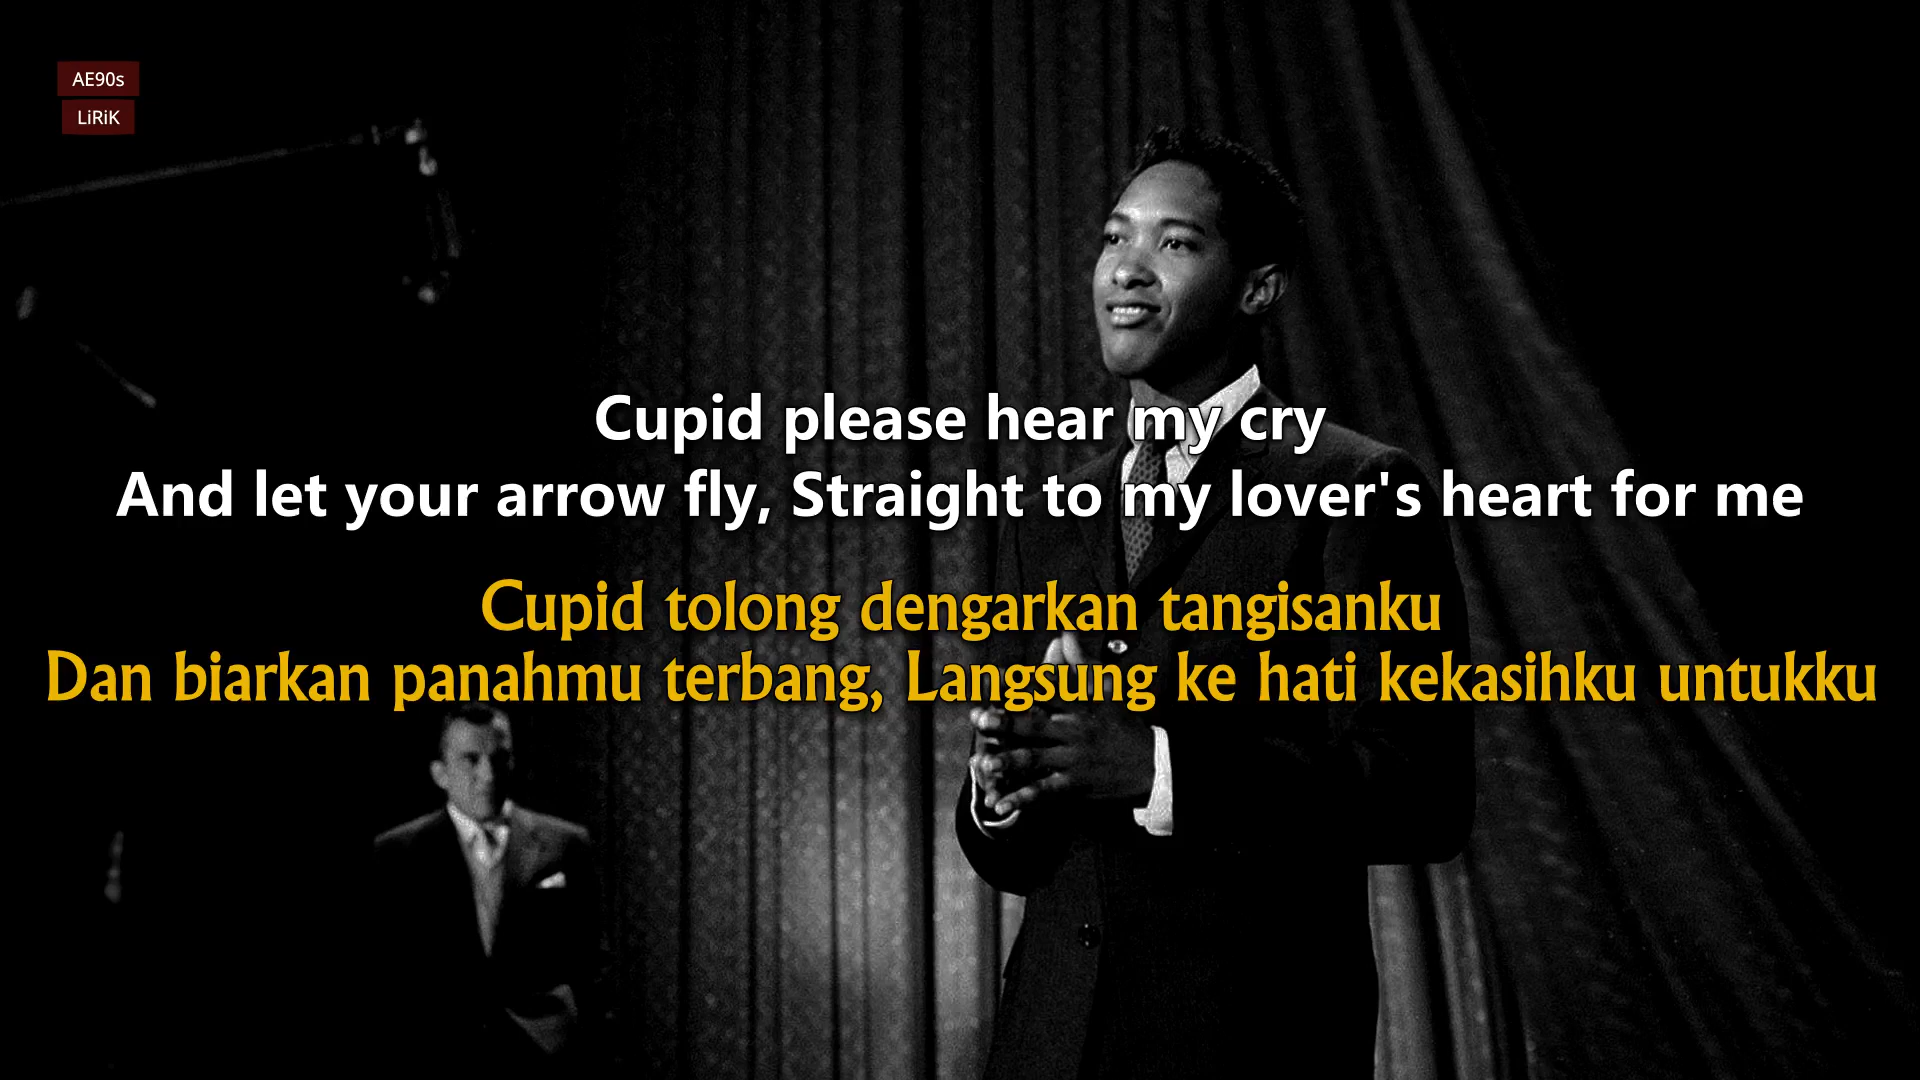 AE90s
LiRiK
Cupid please hear my cry
And let your arrow fly, Straight to my lover's heart for me
Cupid tolong dengarkan tangisanku
Dan biarkan panahmu terbang, Langsung ke hati kekasihku untukku